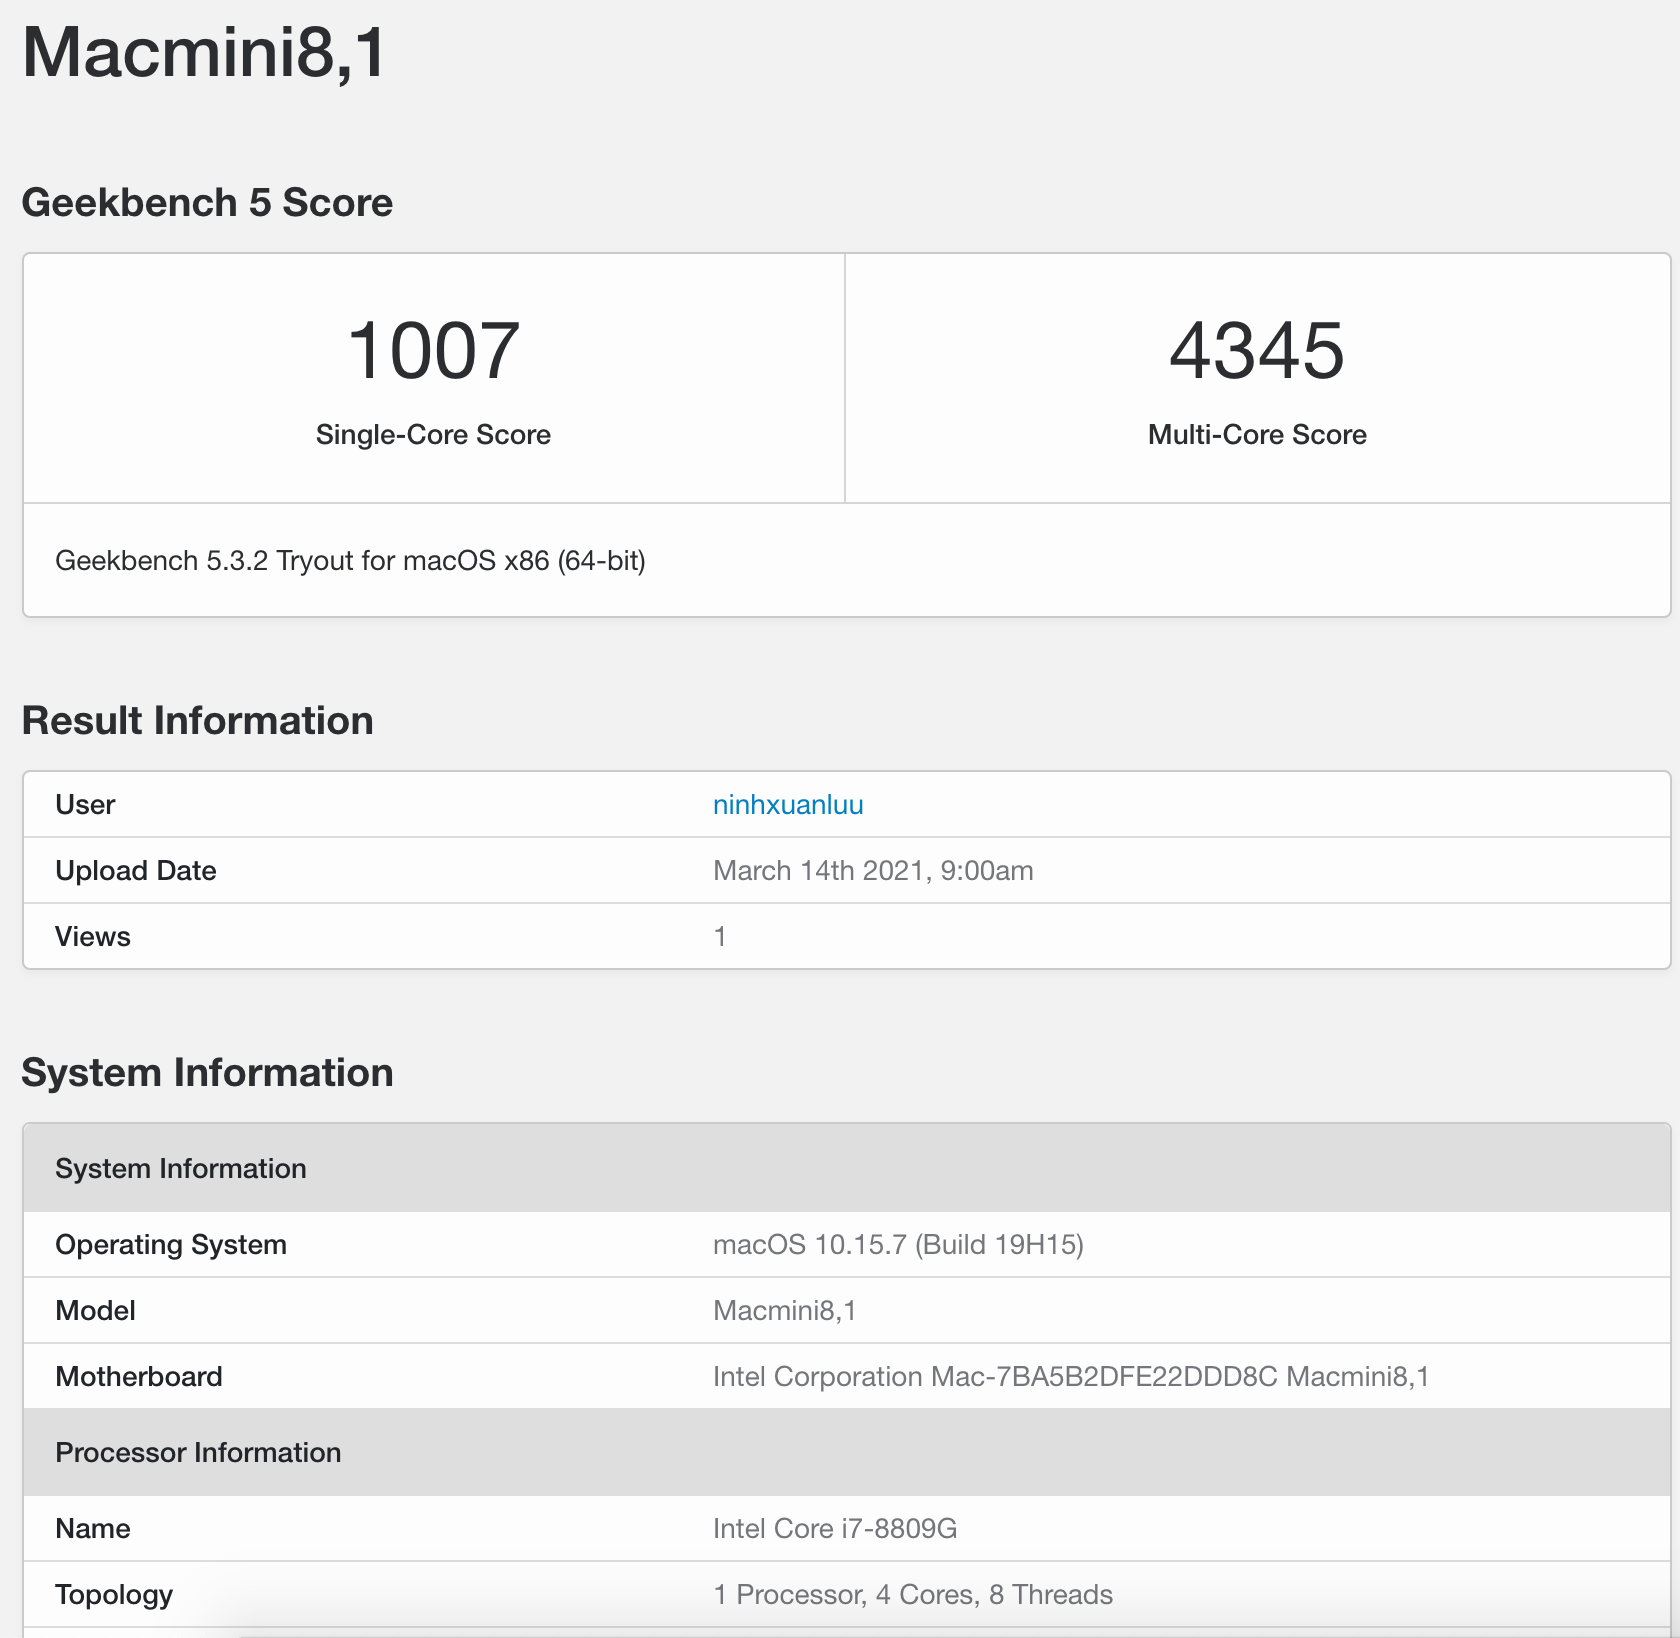 Macmini8,1
Geekbench 5 Score
1007
Single-Core Score
4345
Multi-Core Score
Geekbench 5.3.2 Tryout for macOS x86 (64-bit)
Result Information
User ninhxuanluu
Upload Date March 14th 2021, 9:00am
Views 1
System Information
System Information
Operating System macOS 10.15.7 (Build 19H15)
Model Macmini8,1
Motherboard Intel Corporation Mac-7BA5B2DFE22DDD8C Macmini8,1
Processor Information
Name Intel Core i7-8809G
Topology 1 Processor, 4 Cores, 8 Threads